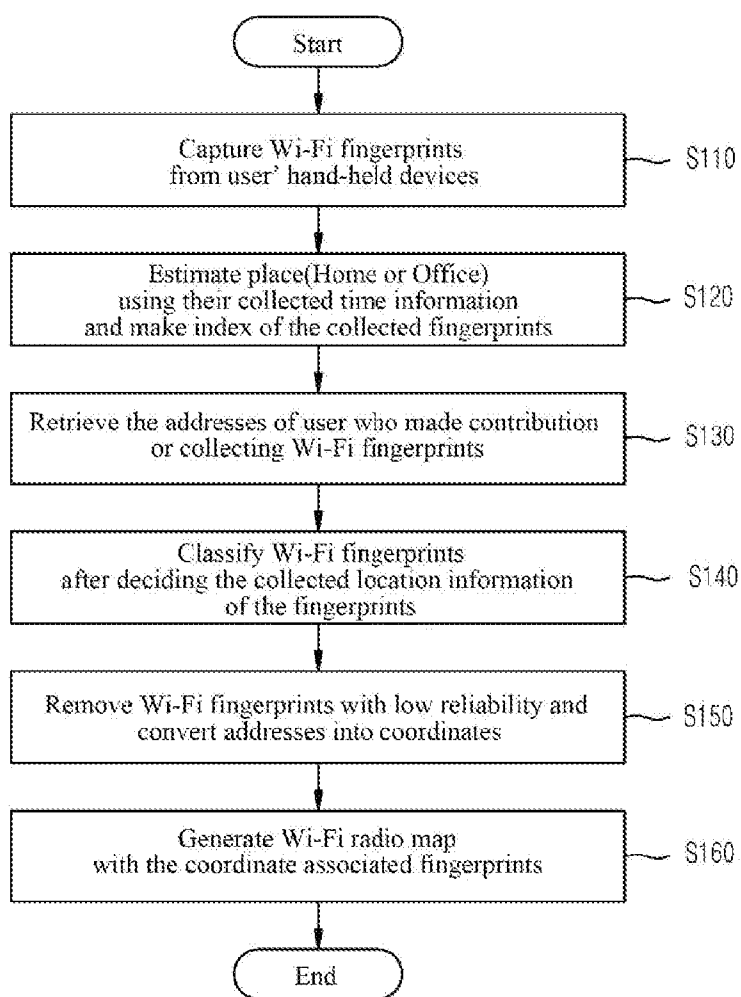 Start
Capture Wi-Fi fingerprints
from user' hand-held devices
S110
Estimate place(Home or Office)
using their collected time information
and make index of the collected fingerprints
S120
Retrieve the addresses of user who made contribution
or collecting Wi-Fi fingerprints
S130
Classify Wi-Fi fingerprints
after deciding the collected location information
of the fingerprints
S140
Remove Wi-Fi fingerprints with low reliability and
convert addresses into coordinates
S150
Generate Wi-Fi radio map
with the coordinate associated fingerprints
S160
End